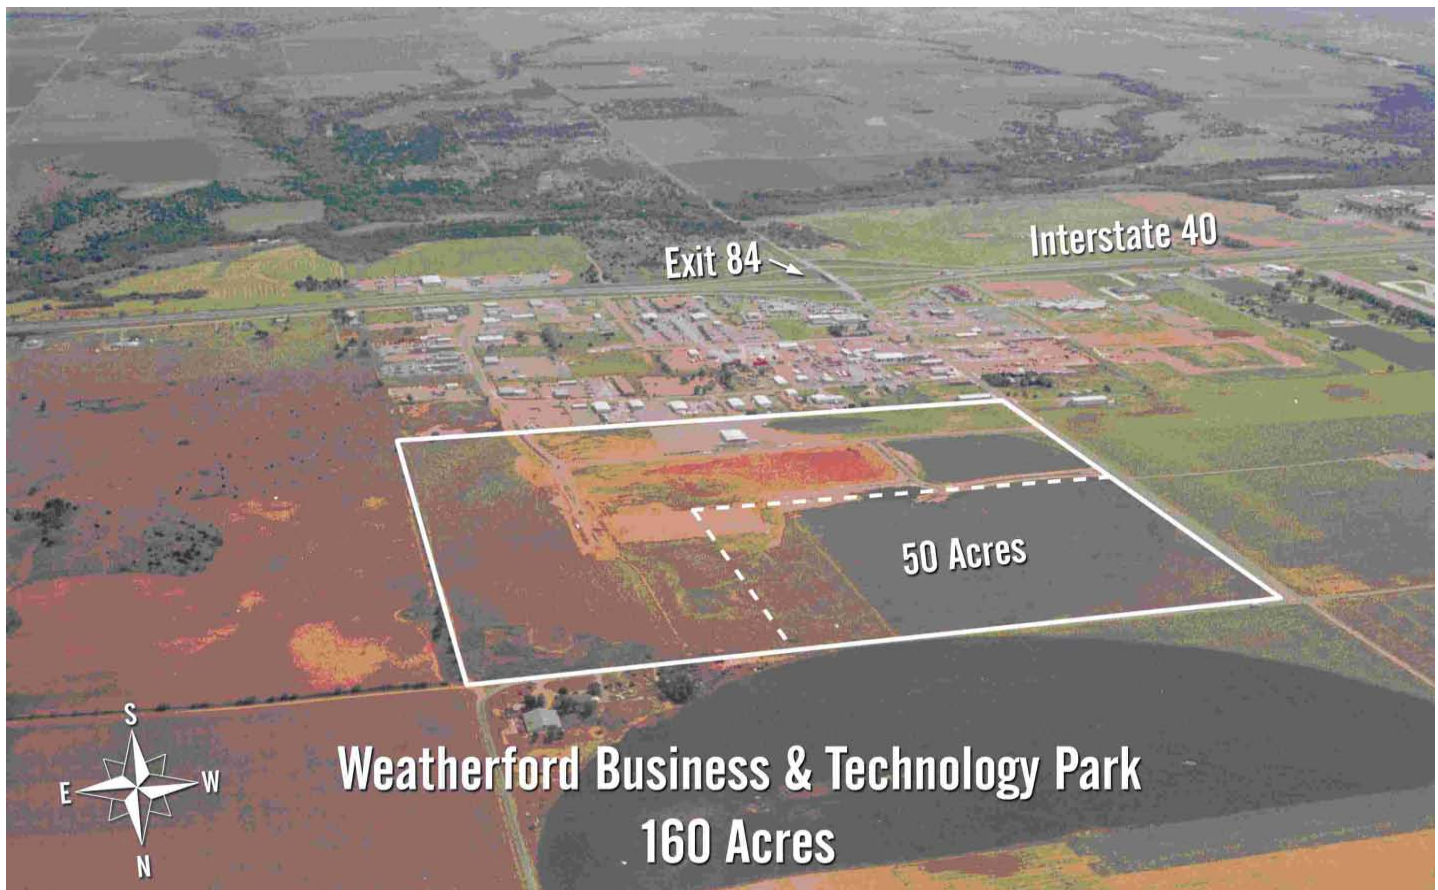 Interstate 40
Exit 84
50 Acres
S
E W
N
Weatherford Business & Technology Park
160 Acres